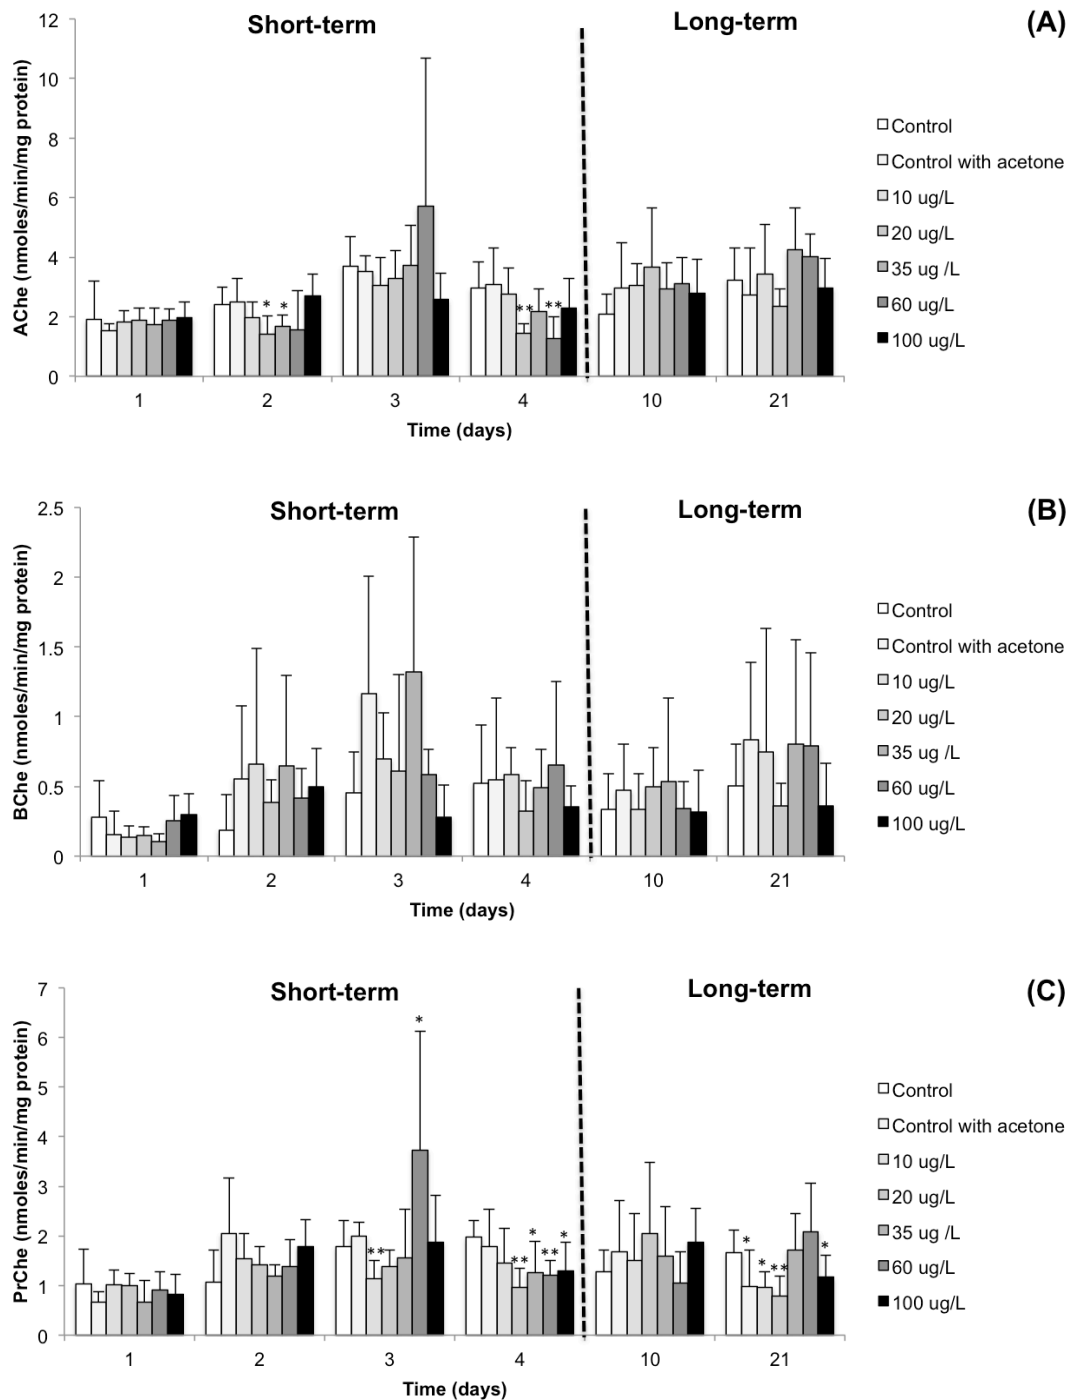 Short-term
Long-term
(A)
12
10
8
6
4
2
0
AChe (nmoles/min/mg protein)
* *
** **
1 2 3 4 10 21
Time (days)
Control
Control with acetone
10 ug/L
20 ug/L
35 ug /L
60 ug/L
100 ug/L
Short-term
Long-term
(B)
2.5
2
1.5
1
0.5
0
BChe (nmoles/min/mg protein)
1 2 3 4 10 21
Time (days)
Control
Control with acetone
10 ug/L
20 ug/L
35 ug /L
60 ug/L
100 ug/L
Short-term
Long-term
(C)
7
6
5
4
3
2
1
0
PrChe (nmoles/min/mg protein)
** *
** * ** *
* * ** *
1 2 3 4 10 21
Time (days)
Control
Control with acetone
10 ug/L
20 ug/L
35 ug /L
60 ug/L
100 ug/L